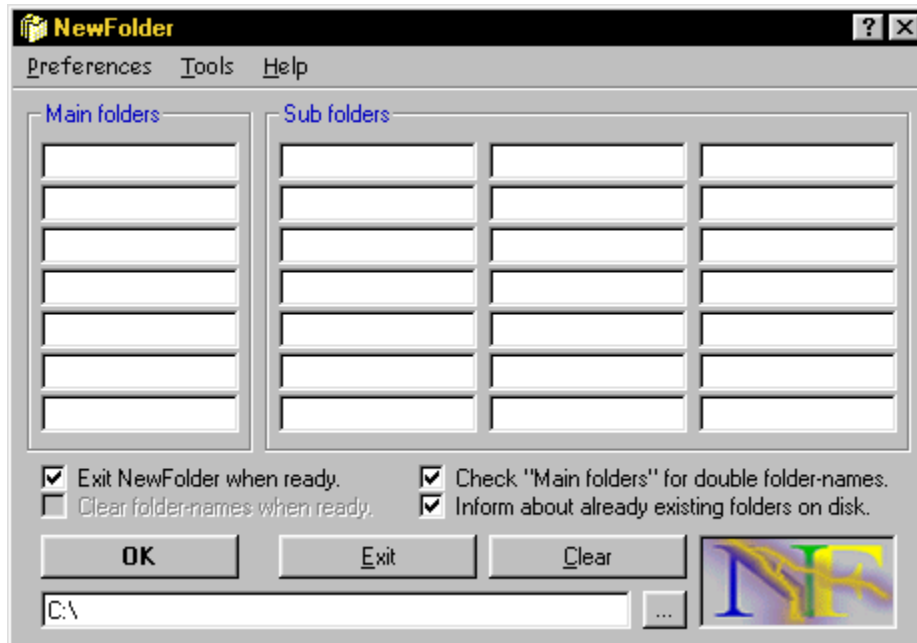 NewFolder
Preferences Tools Help
Main folders Sub folders
Exit NewFolder when ready. Check "Main folders" for double folder-names.
Clear folder-names when ready. Inform about already existing folders on disk.
OK Exit Clear NF
C:\ ...